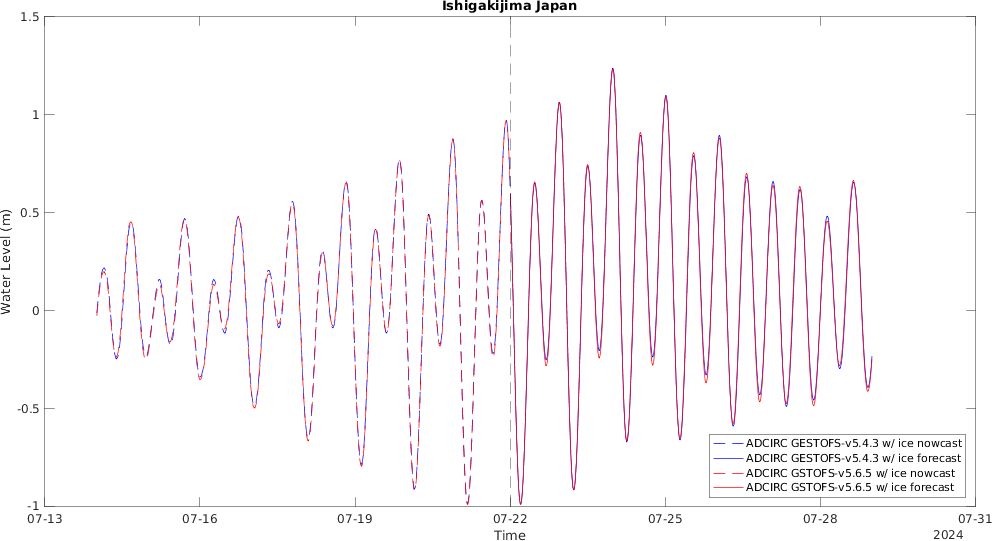 Ishigakijima Japan
1.5
1
0.5
0
-0.5
-1
Water Level (m)
ADCIRC GESTOFS-v5.4.3 w/ ice nowcast
ADCIRC GESTOFS-v5.4.3 w/ ice forecast
ADCIRC GSTOFS-v5.6.5 w/ ice nowcast
ADCIRC GSTOFS-v5.6.5 w/ ice forecast
07-13 07-16 07-19 07-22 07-25 07-28 07-31
Time
2024